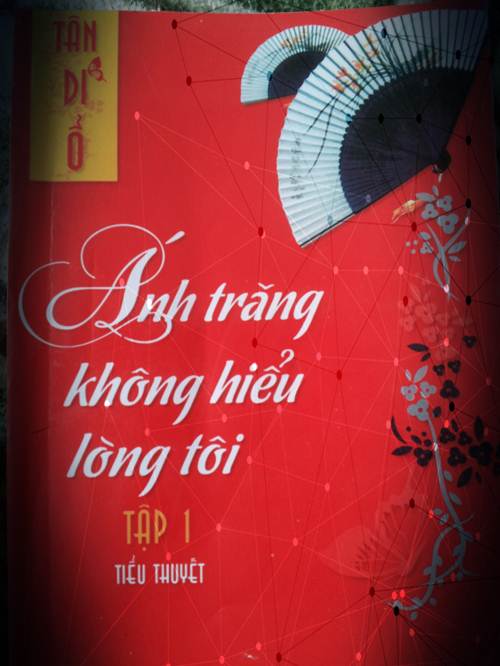 TÂN
DI
Ổ
Ánh trăng
không hiểu
lòng tôi
TẬP 1
TIỂU THUYẾT